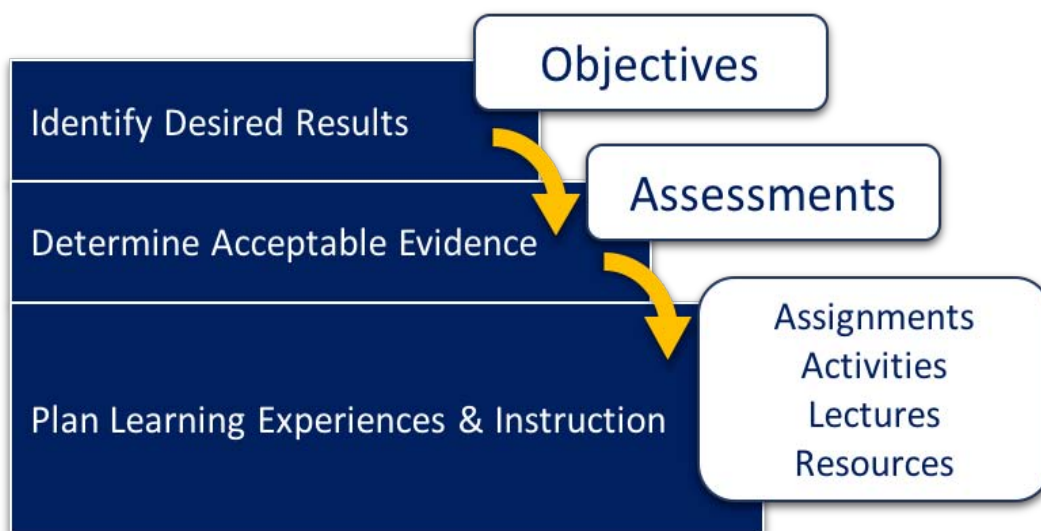 Objectives
Identify Desired Results
Assessments
Determine Acceptable Evidence
Plan Learning Experiences & Instruction
Assignments
Activities
Lectures
Resources